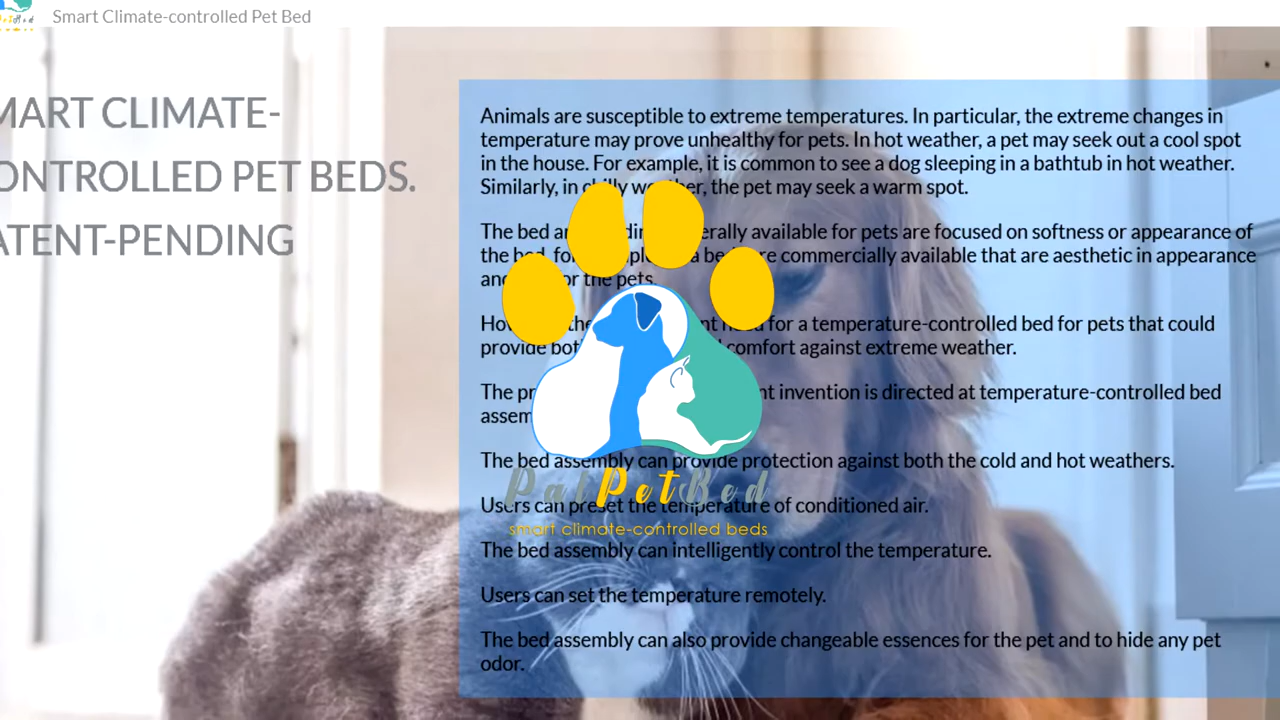 Smart Climate-controlled Pet Bed
MART CLIMATE-
ONTROLLED PET BEDS.
ATENT-PENDING
Animals are susceptible to extreme temperatures. In particular, the extreme changes in
temperature may prove unhealthy for pets. In hot weather, a pet may seek out a cool spot
in the house. For example, it is common to see a dog sleeping in a bathtub in hot weather.
Similarly, in chilly weather, the pet may seek a warm spot.
The bed available for pets are focused on softness or appearance of
the commercially available that are aesthetic in appearance
for the pets.
for a temperature-controlled bed for pets that could
provide comfort against extreme weather.
The invention is directed at temperature-controlled bed
The bed assembly can provide protection against both the cold and hot weathers.
PalPetBed
Users can preset the temperature of conditioned air.
smart climate-controlled beds
The bed assembly can intelligently control the temperature.
Users can set the temperature remotely.
The bed assembly can also provide changeable essences for the pet and to hide any pet
odor.